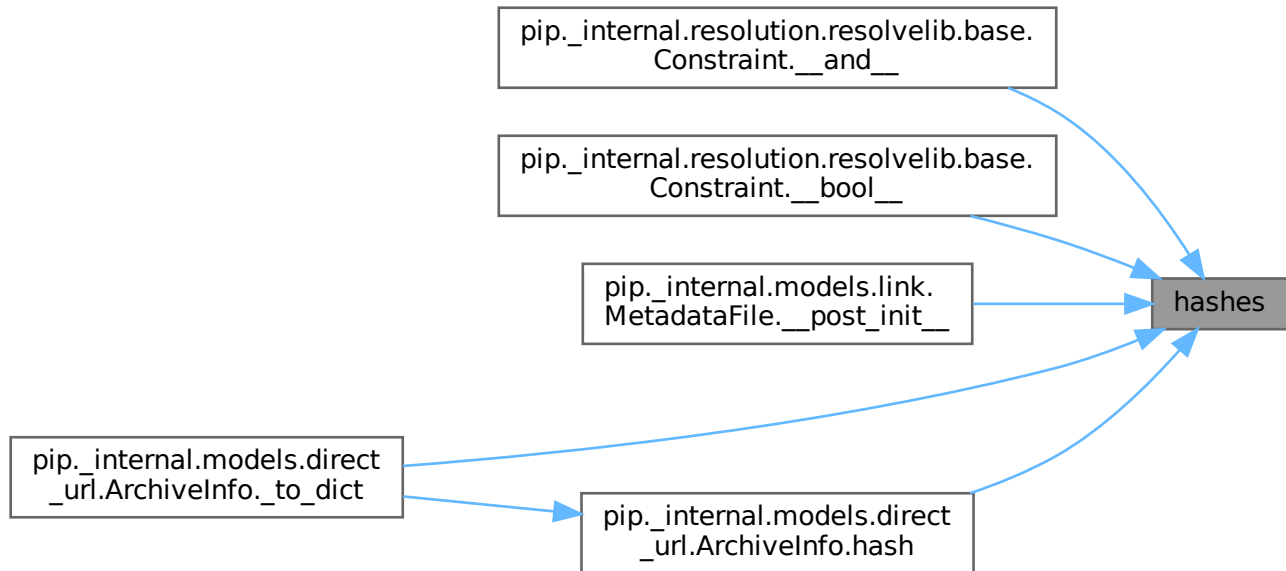 pip._internal.resolution.resolvelib.base.
Constraint.__and__
pip._internal.resolution.resolvelib.base.
Constraint.__bool__
pip._internal.models.link.
MetadataFile.__post_init__
hashes
pip._internal.models.direct
_url.ArchiveInfo._to_dict
pip._internal.models.direct
_url.ArchiveInfo.hash